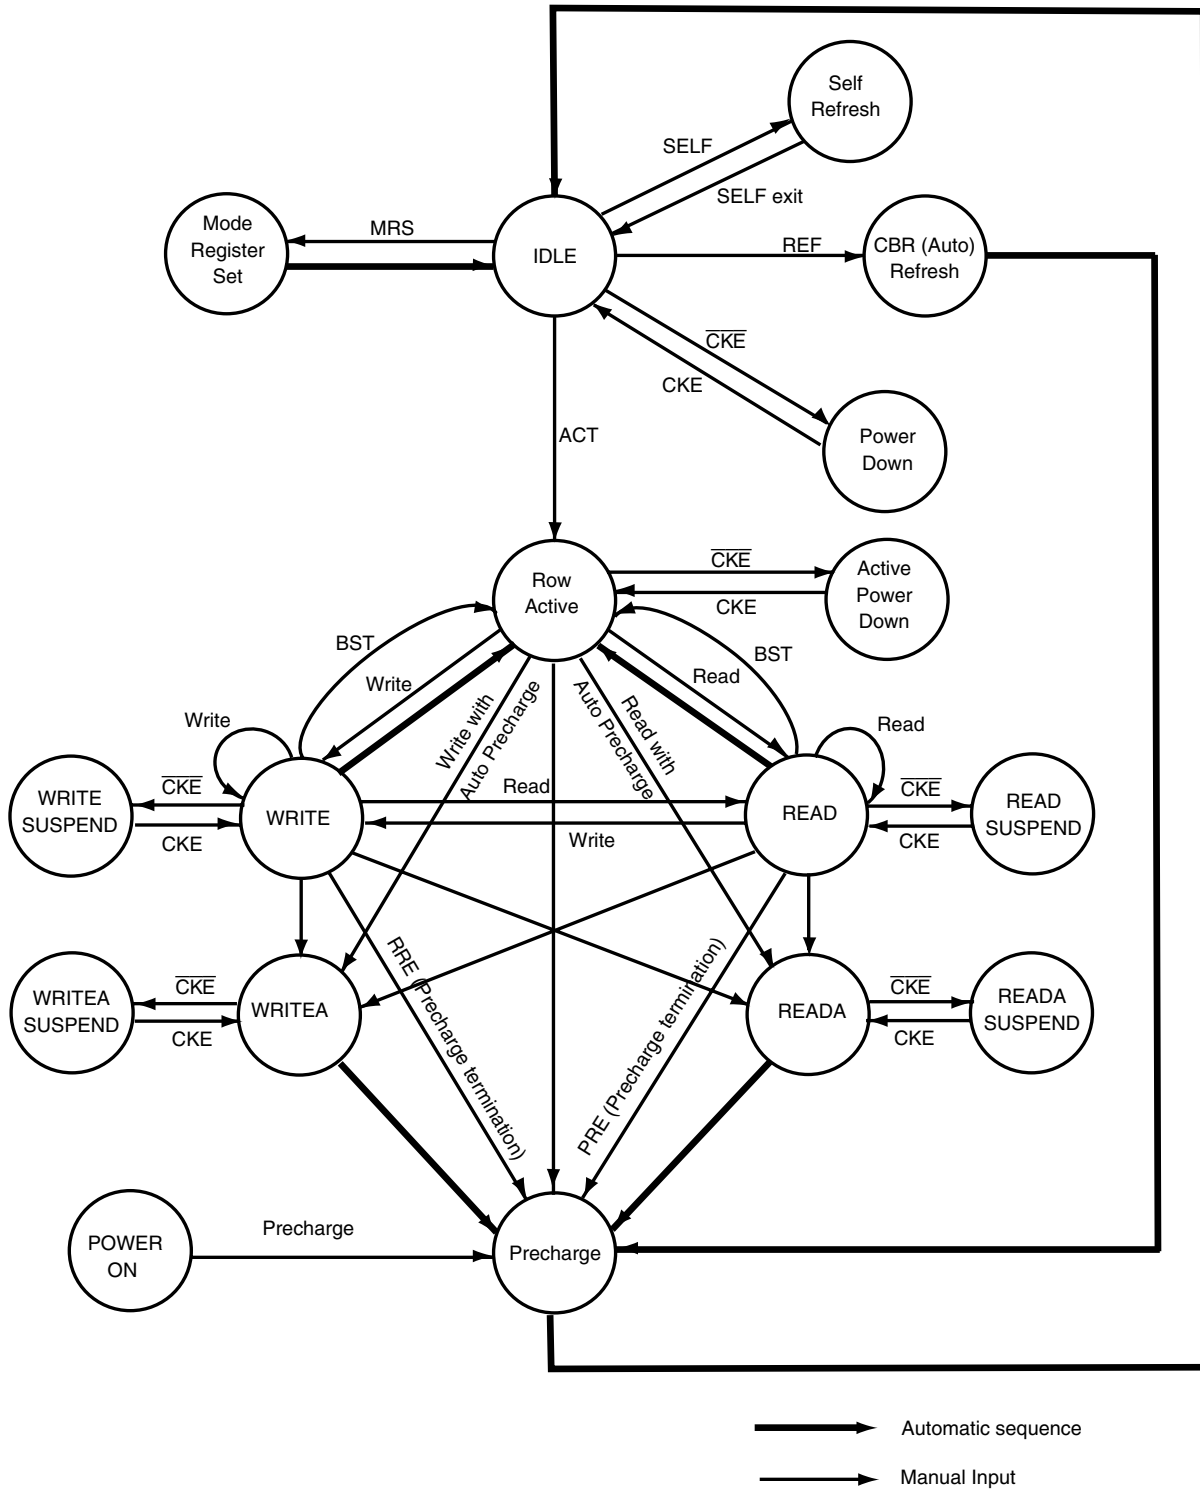 Self
Refresh
SELF
SELF exit
Mode
Register
Set
MRS
IDLE
REF
CBR (Auto)
Refresh
CKE
CKE
Power
Down
ACT
Row
Active
CKE
CKE
Active
Power
Down
BST
BST
Write
Read
Write with
Auto Precharge
Read with
Auto Precharge
Write
Read
WRITE
SUSPEND
CKE
CKE
WRITE
Read
Write
READ
CKE
CKE
READ
SUSPEND
RRE (Precharge termination)
PRE (Precharge termination)
WRITEA
SUSPEND
CKE
CKE
WRITEA
READA
CKE
CKE
READA
SUSPEND
POWER
ON
Precharge
Precharge
Automatic sequence
Manual Input